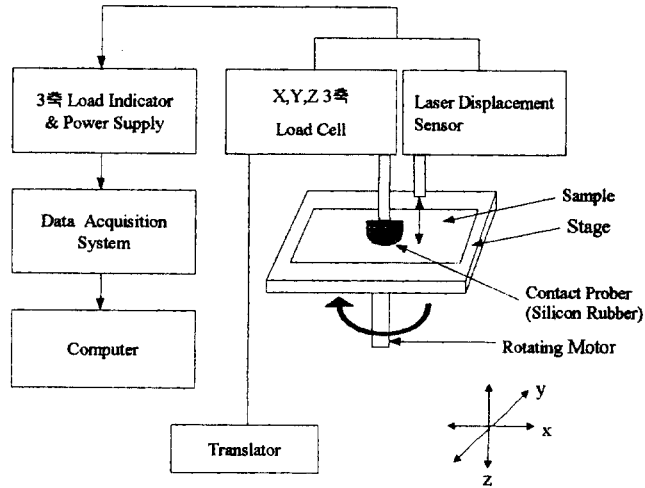 3축 Load Indicator
& Power Supply
X,Y,Z 3축
Load Cell
Laser Displacement
Sensor
Data Acquisition
System
Sample
Stage
Contact Prober
(Silicon Rubber)
Computer
Rotating Motor
Translator
y
x
z